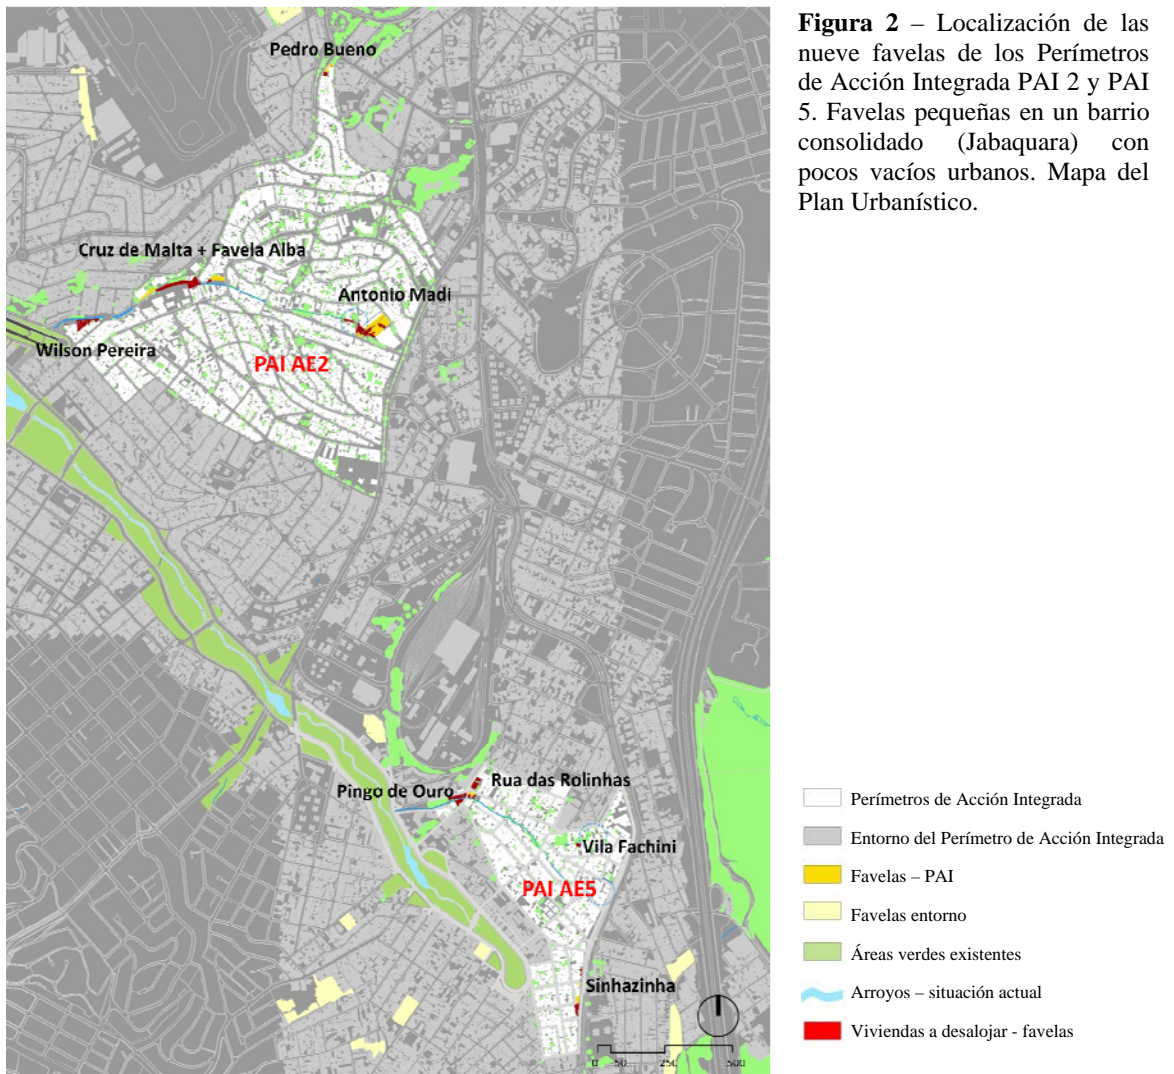 Figura 2 – Localización de las
nueve favelas de los Perímetros
de Acción Integrada PAI 2 y PAI
5. Favelas pequeñas en un barrio
consolidado (Jabaquara) con
pocos vacíos urbanos. Mapa del
Plan Urbanístico.
Pedro Bueno
Cruz de Malta + Favela Alba
Antonio Madi
Wilson Pereira
PAI AE2
Rua das Rolinhas
Pingo de Ouro
Vila Fachini
PAI AE5
Sinhazinha
0 50 250 500
Perímetros de Acción Integrada
Entorno del Perímetro de Acción Integrada
Favelas – PAI
Favelas entorno
Áreas verdes existentes
Arroyos – situación actual
Viviendas a desalojar - favelas